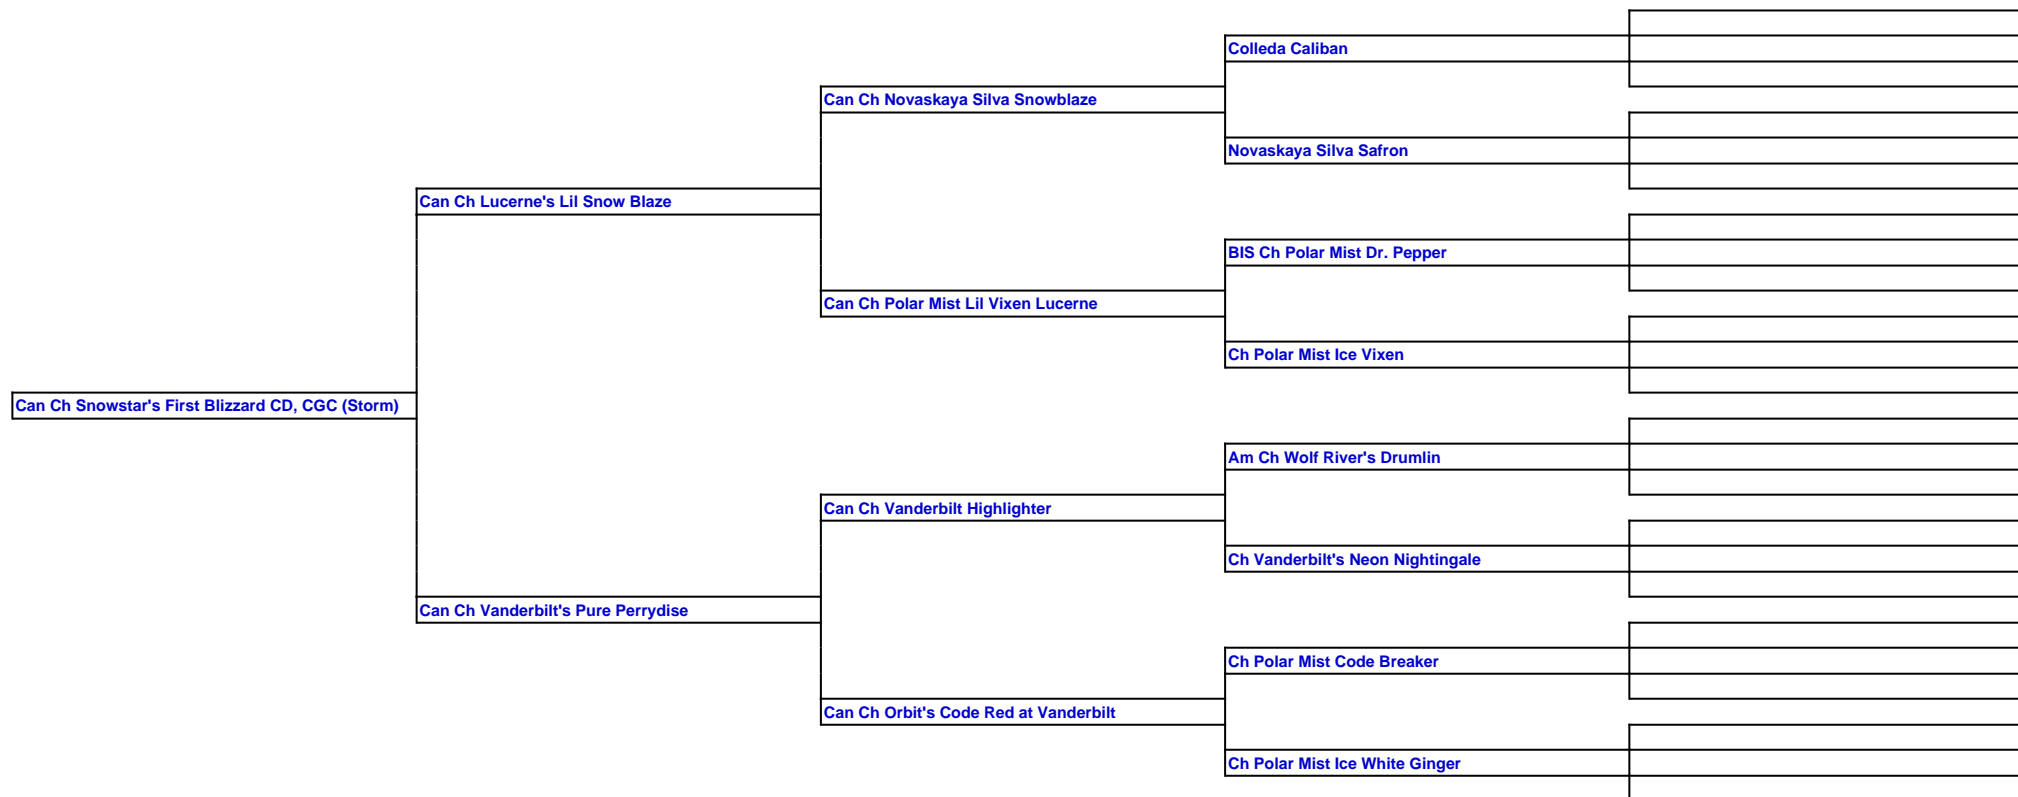 Colleda Caliban
Can Ch Novaskaya Silva Snowblaze
Novaskaya Silva Safron
Can Ch Lucerne's Lil Snow Blaze
BIS Ch Polar Mist Dr. Pepper
Can Ch Polar Mist Lil Vixen Lucerne
Ch Polar Mist Ice Vixen
Can Ch Snowstar's First Blizzard CD, CGC (Storm)
Am Ch Wolf River's Drumlin
Can Ch Vanderbilt Highlighter
Ch Vanderbilt's Neon Nightingale
Can Ch Vanderbilt's Pure Perrydise
Ch Polar Mist Code Breaker
Can Ch Orbit's Code Red at Vanderbilt
Ch Polar Mist Ice White Ginger